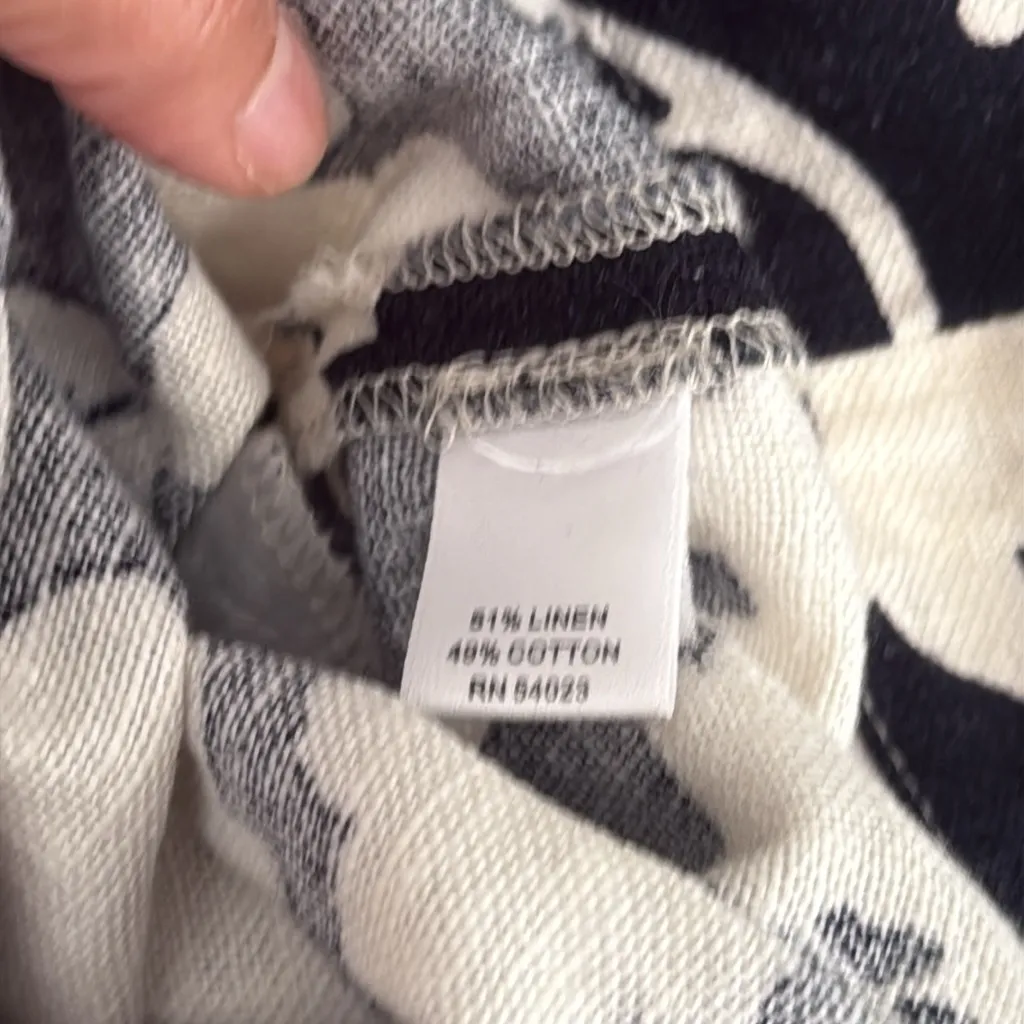 51% LINEN
49% COTTON
RN 54023